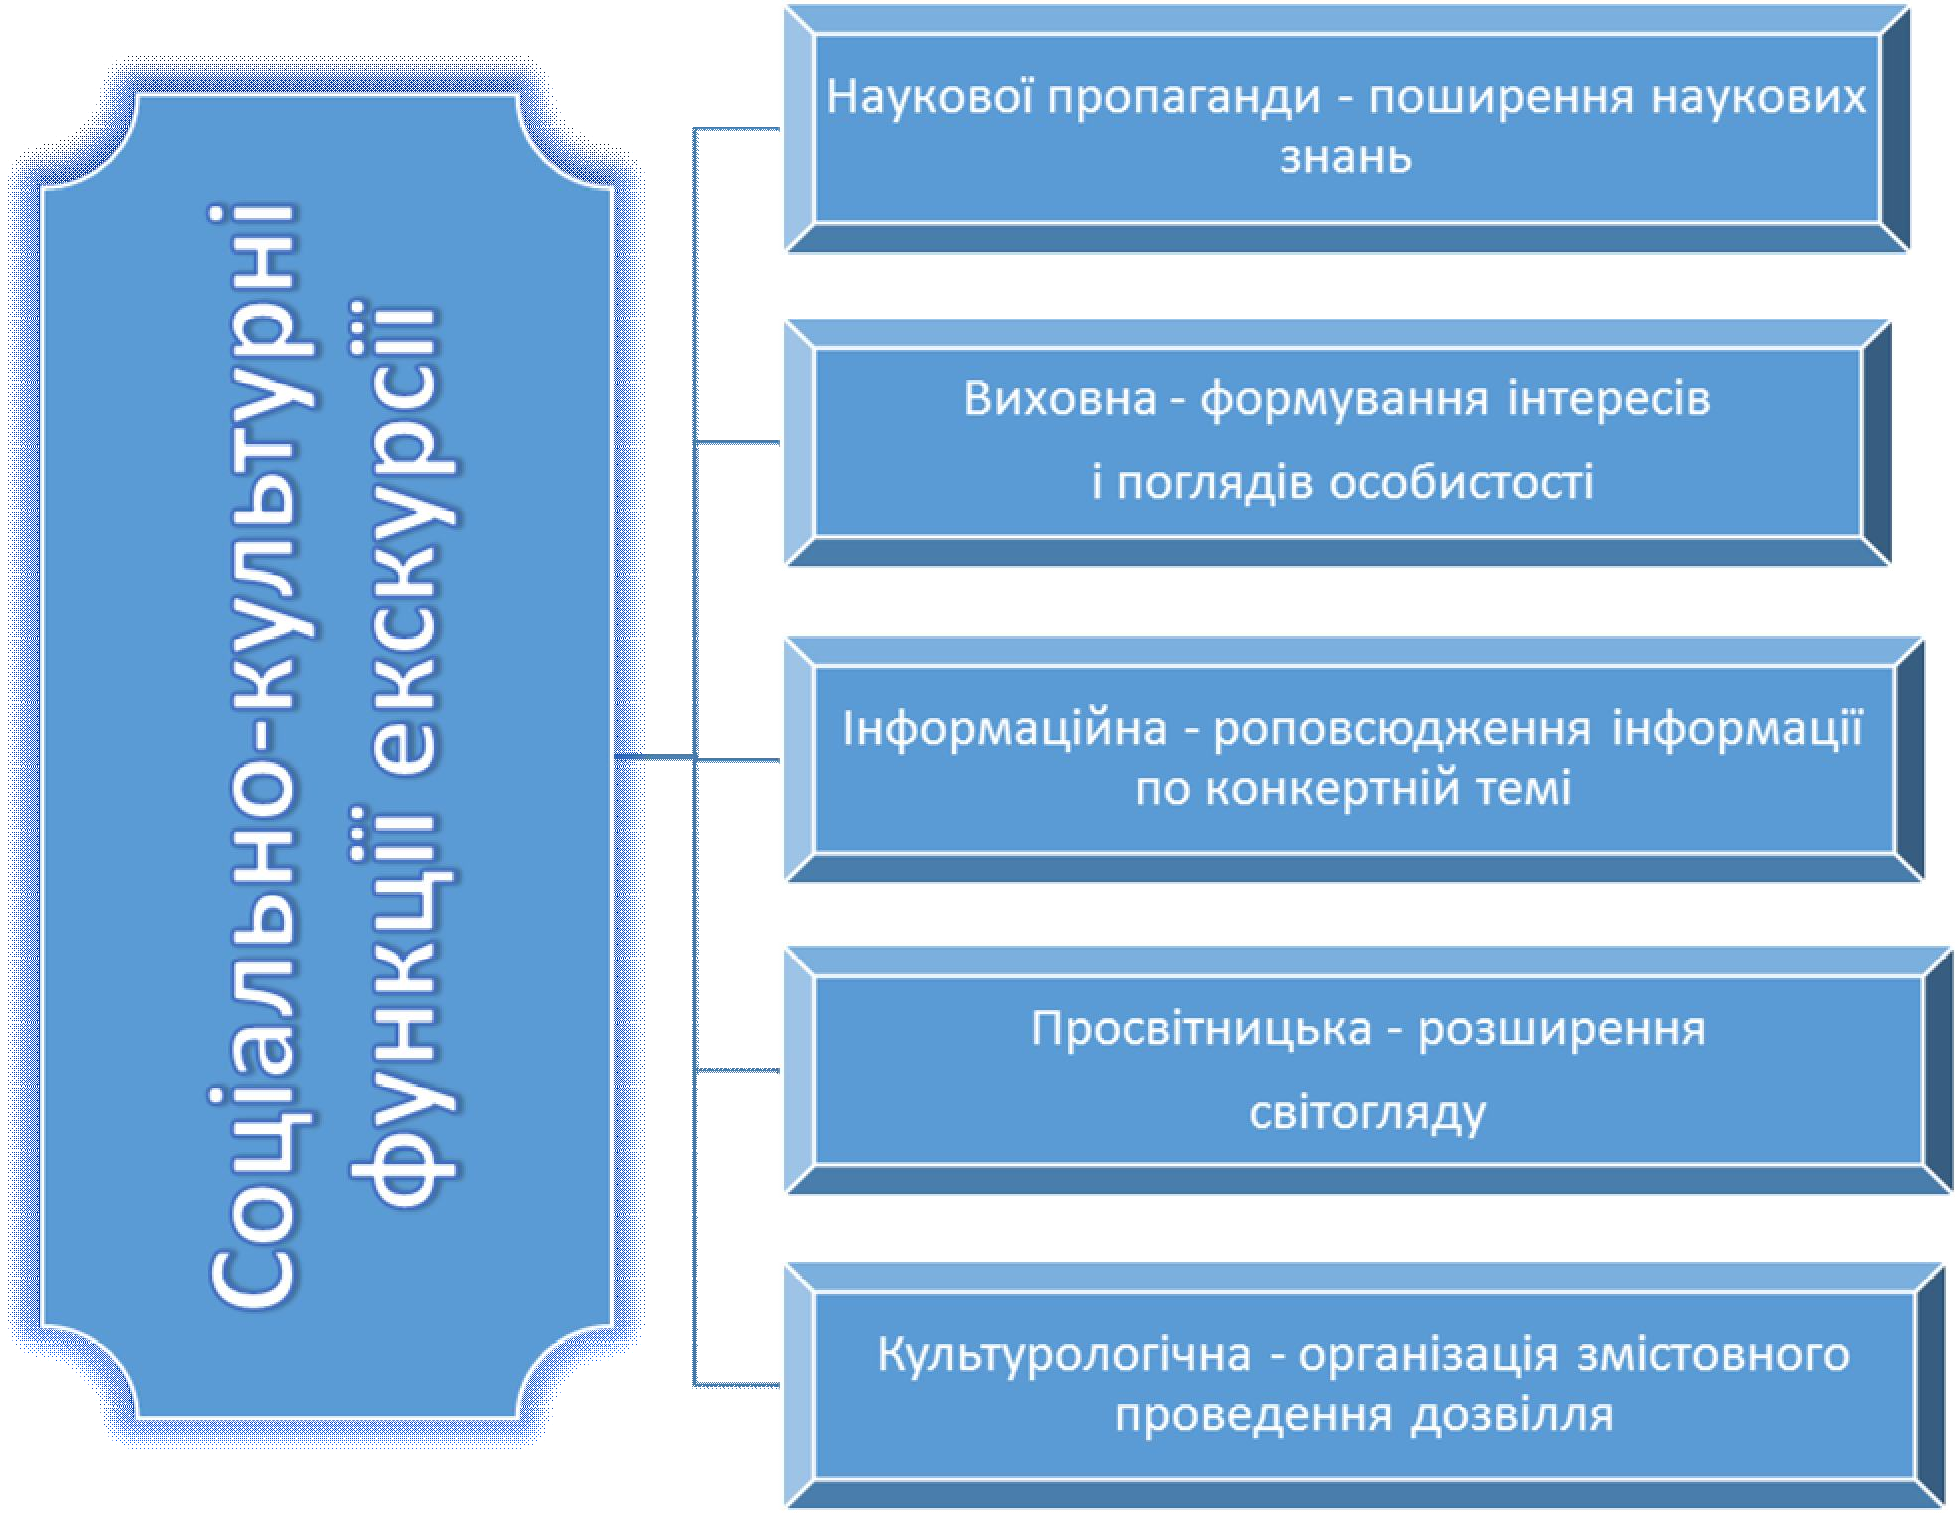 Соціально-культурні
функції екскурсії
Наукової пропаганди - поширення наукових
знань
Виховна - формування інтересів
і поглядів особистості
Інформаційна - роповсюдження інформації
по конкертній темі
Просвітницька - розширення
світогляду
Культурологічна - організація змістовного
проведення дозвілля